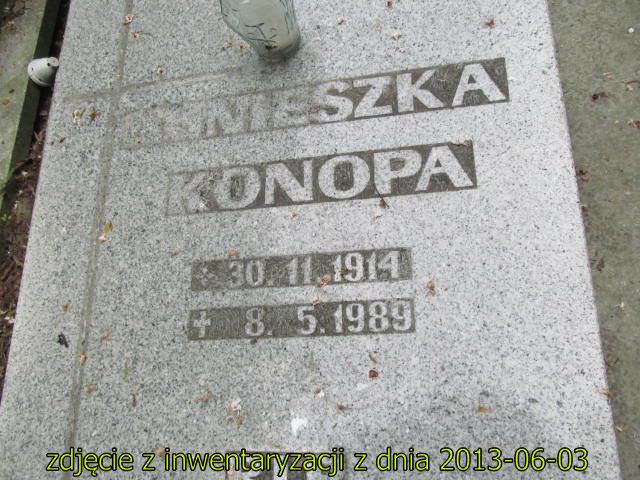 AGNIESZKA
KONOPA
* 30.11.1914
+ 8. 5.1989
zdjęcie z inwentaryzacji z dnia 2013-06-03